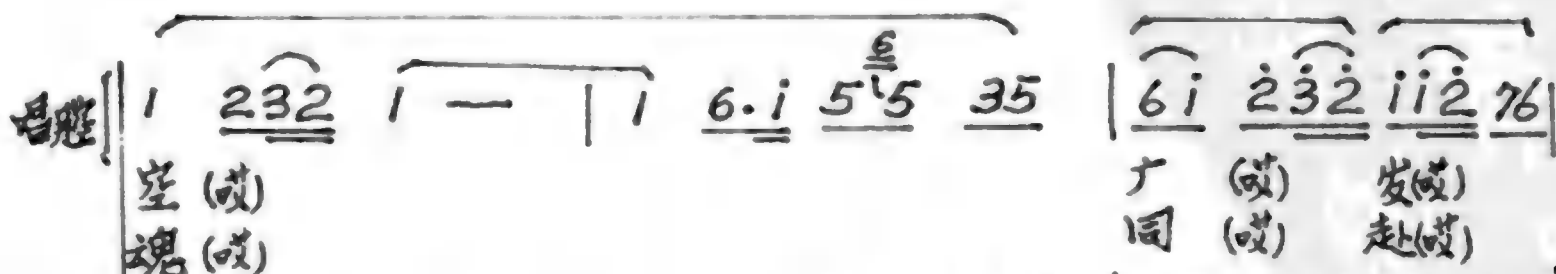 唱腔 1 232 1 — | 1 6·i 5 6 5 35 | 6i 232 ii2 76 |
空 (哎) 广 (哎) 发(哎)
魂 (哎) 同 (哎) 赴(哎)